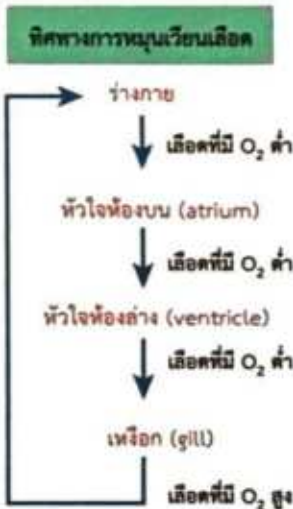 ทิศทางการหมุนเวียนเลือด
ร่างกาย
เลือดที่มี O₂ ต่ำ
หัวใจห้องบน (atrium)
เลือดที่มี O₂ ต่ำ
หัวใจห้องล่าง (ventricle)
เลือดที่มี O₂ ต่ำ
เหงือก (gill)
เลือดที่มี O₂ สูง